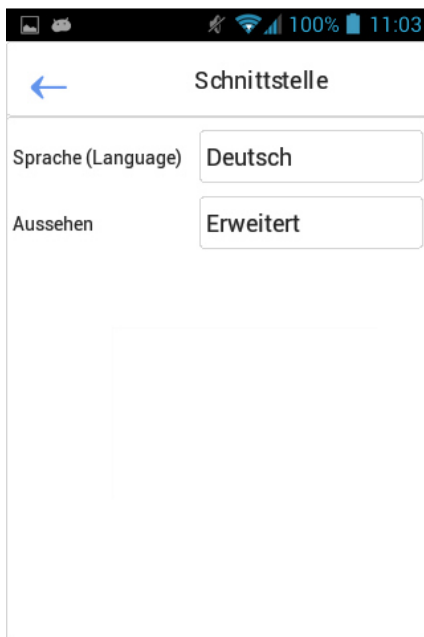 100% 11:03
Schnittstelle
Sprache (Language) Deutsch
Aussehen Erweitert